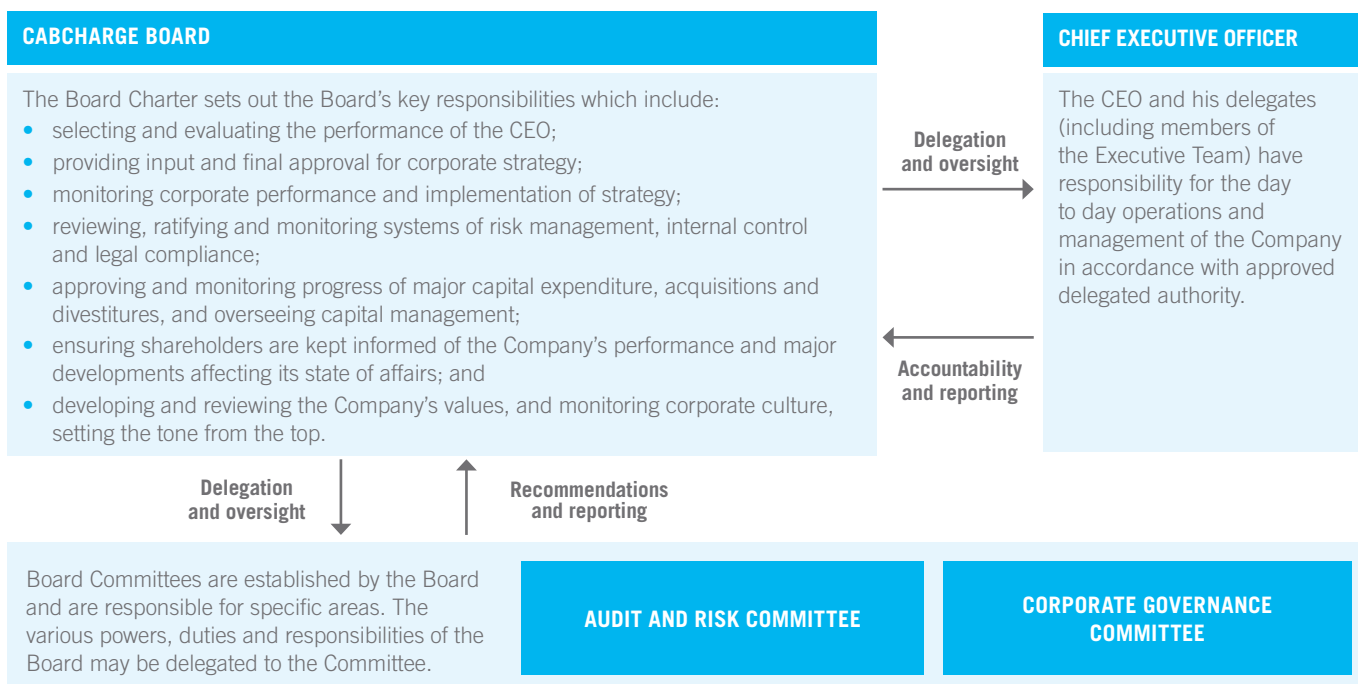 CABCHARGE BOARD
The Board Charter sets out the Board’s key responsibilities which include:
• selecting and evaluating the performance of the CEO;
• providing input and final approval for corporate strategy;
• monitoring corporate performance and implementation of strategy;
• reviewing, ratifying and monitoring systems of risk management, internal control
and legal compliance;
• approving and monitoring progress of major capital expenditure, acquisitions and
divestitures, and overseeing capital management;
• ensuring shareholders are kept informed of the Company’s performance and major
developments affecting its state of affairs; and
• developing and reviewing the Company’s values, and monitoring corporate culture,
setting the tone from the top.
Delegation
and oversight
Accountability
and reporting
CHIEF EXECUTIVE OFFICER
The CEO and his delegates
(including members of
the Executive Team) have
responsibility for the day
to day operations and
management of the Company
in accordance with approved
delegated authority.
Delegation
and oversight
Recommendations
and reporting
Board Committees are established by the Board
and are responsible for specific areas. The
various powers, duties and responsibilities of the
Board may be delegated to the Committee.
AUDIT AND RISK COMMITTEE
CORPORATE GOVERNANCE
COMMITTEE